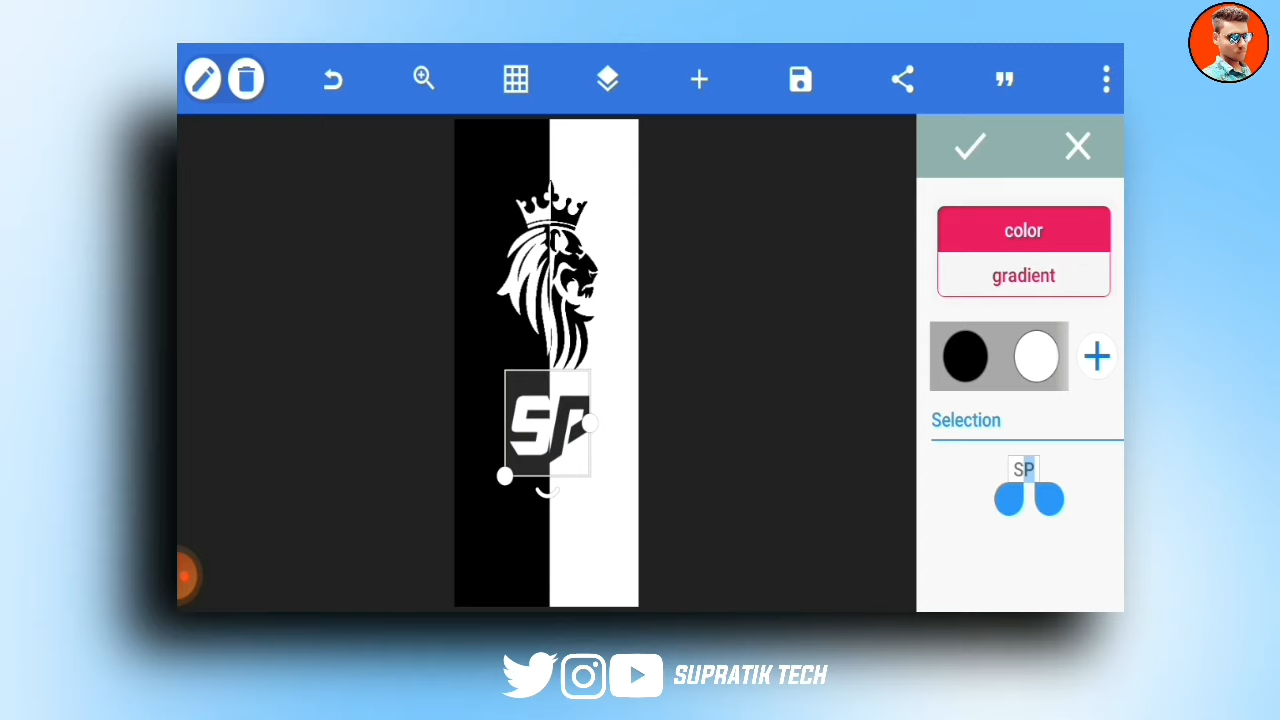 color
gradient
Selection
SP
SP
SUPRATIK TECH